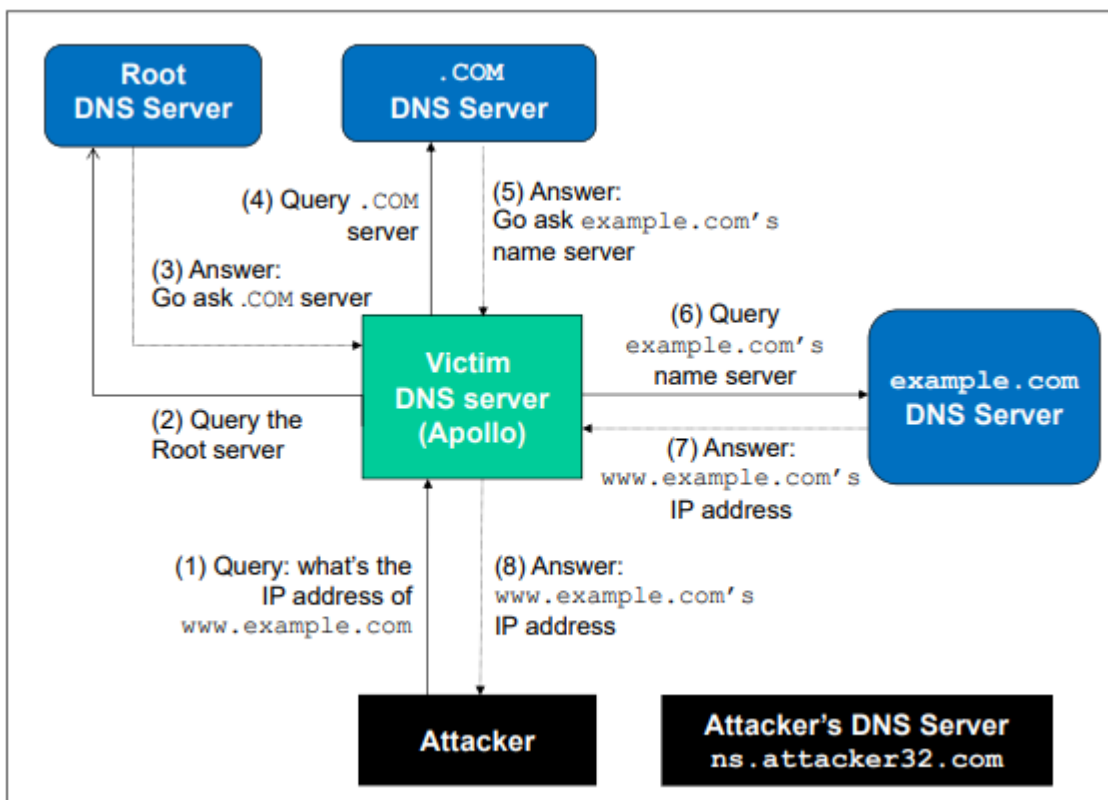 Root
DNS Server
.COM
DNS Server
(4) Query .COM
server
(5) Answer:
Go ask example.com's
name server
(3) Answer:
Go ask .COM server
(6) Query
example.com's
name server
Victim
DNS server
(Apollo)
example.com
DNS Server
(2) Query the
Root server
(7) Answer:
www.example.com's
IP address
(1) Query: what's the
IP address of
www.example.com
(8) Answer:
www.example.com's
IP address
Attacker
Attacker's DNS Server
ns.attacker32.com